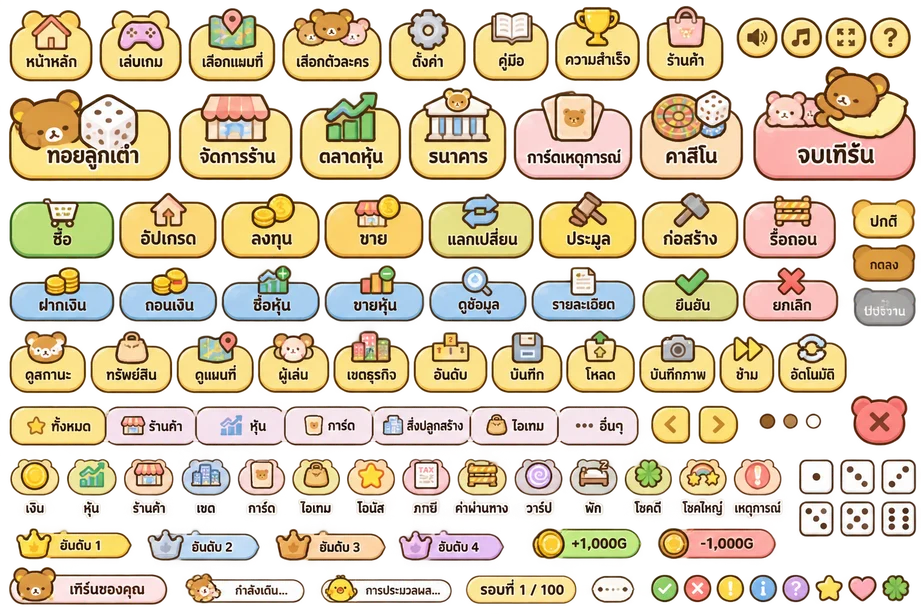 หน้าหลัก
เล่นเกม
เลือกแผนที่
เลือกตัวละคร
ตั้งค่า
คู่มือ
ความสำเร็จ
ร้านค้า
?
ทอยลูกเต๋า
จัดการร้าน
ตลาดหุ้น
ธนาคาร
การ์ดเหตุการณ์
คาสิโน
จบเทิร์น
ซื้อ
อัปเกรด
ลงทุน
ขาย
แลกเปลี่ยน
ประมูล
ก่อสร้าง
รื้อถอน
ปกติ
กดลง
ฝากเงิน
ถอนเงิน
ซื้อหุ้น
ขายหุ้น
ดูข้อมูล
รายละเอียด
ยืนยัน
ยกเลิก
ดูสถานะ
ทรัพย์สิน
ดูแผนที่
ผู้เล่น
เขตธุรกิจ
2 1 3
อันดับ
บันทึก
โหลด
บันทึกภาพ
ข้าม
อัตโนมัติ
ทั้งหมด
ร้านค้า
หุ้น
การ์ด
สิ่งปลูกสร้าง
ไอเทม
อื่นๆ
TAX
เงิน
หุ้น
ร้านค้า
เขต
การ์ด
ไอเทม
โอนัส
ภาษี
ค่าผ่านทาง
วาร์ป
พัก
โชคดี
โชคใหญ่
เหตุการณ์
อันดับ 1
อันดับ 2
อันดับ 3
อันดับ 4
+1,000G
-1,000G
เทิร์นของคุณ
กำลังเดิน...
การประมวลผล...
รอบที่ 1 / 100
! i ?